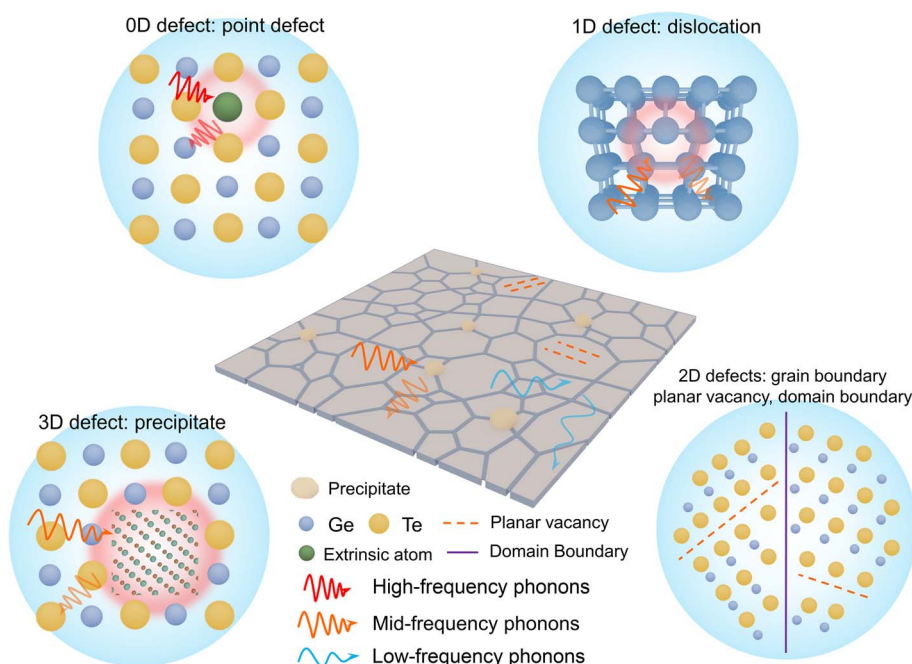 0D defect: point defect
1D defect: dislocation
3D defect: precipitate
2D defects: grain boundary
planar vacancy, domain boundary
Precipitate
Ge
Te
Planar vacancy
Extrinsic atom
Domain Boundary
High-frequency phonons
Mid-frequency phonons
Low-frequency phonons